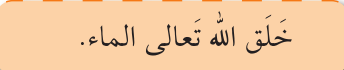 خَلَق الله تَعالى الماء.